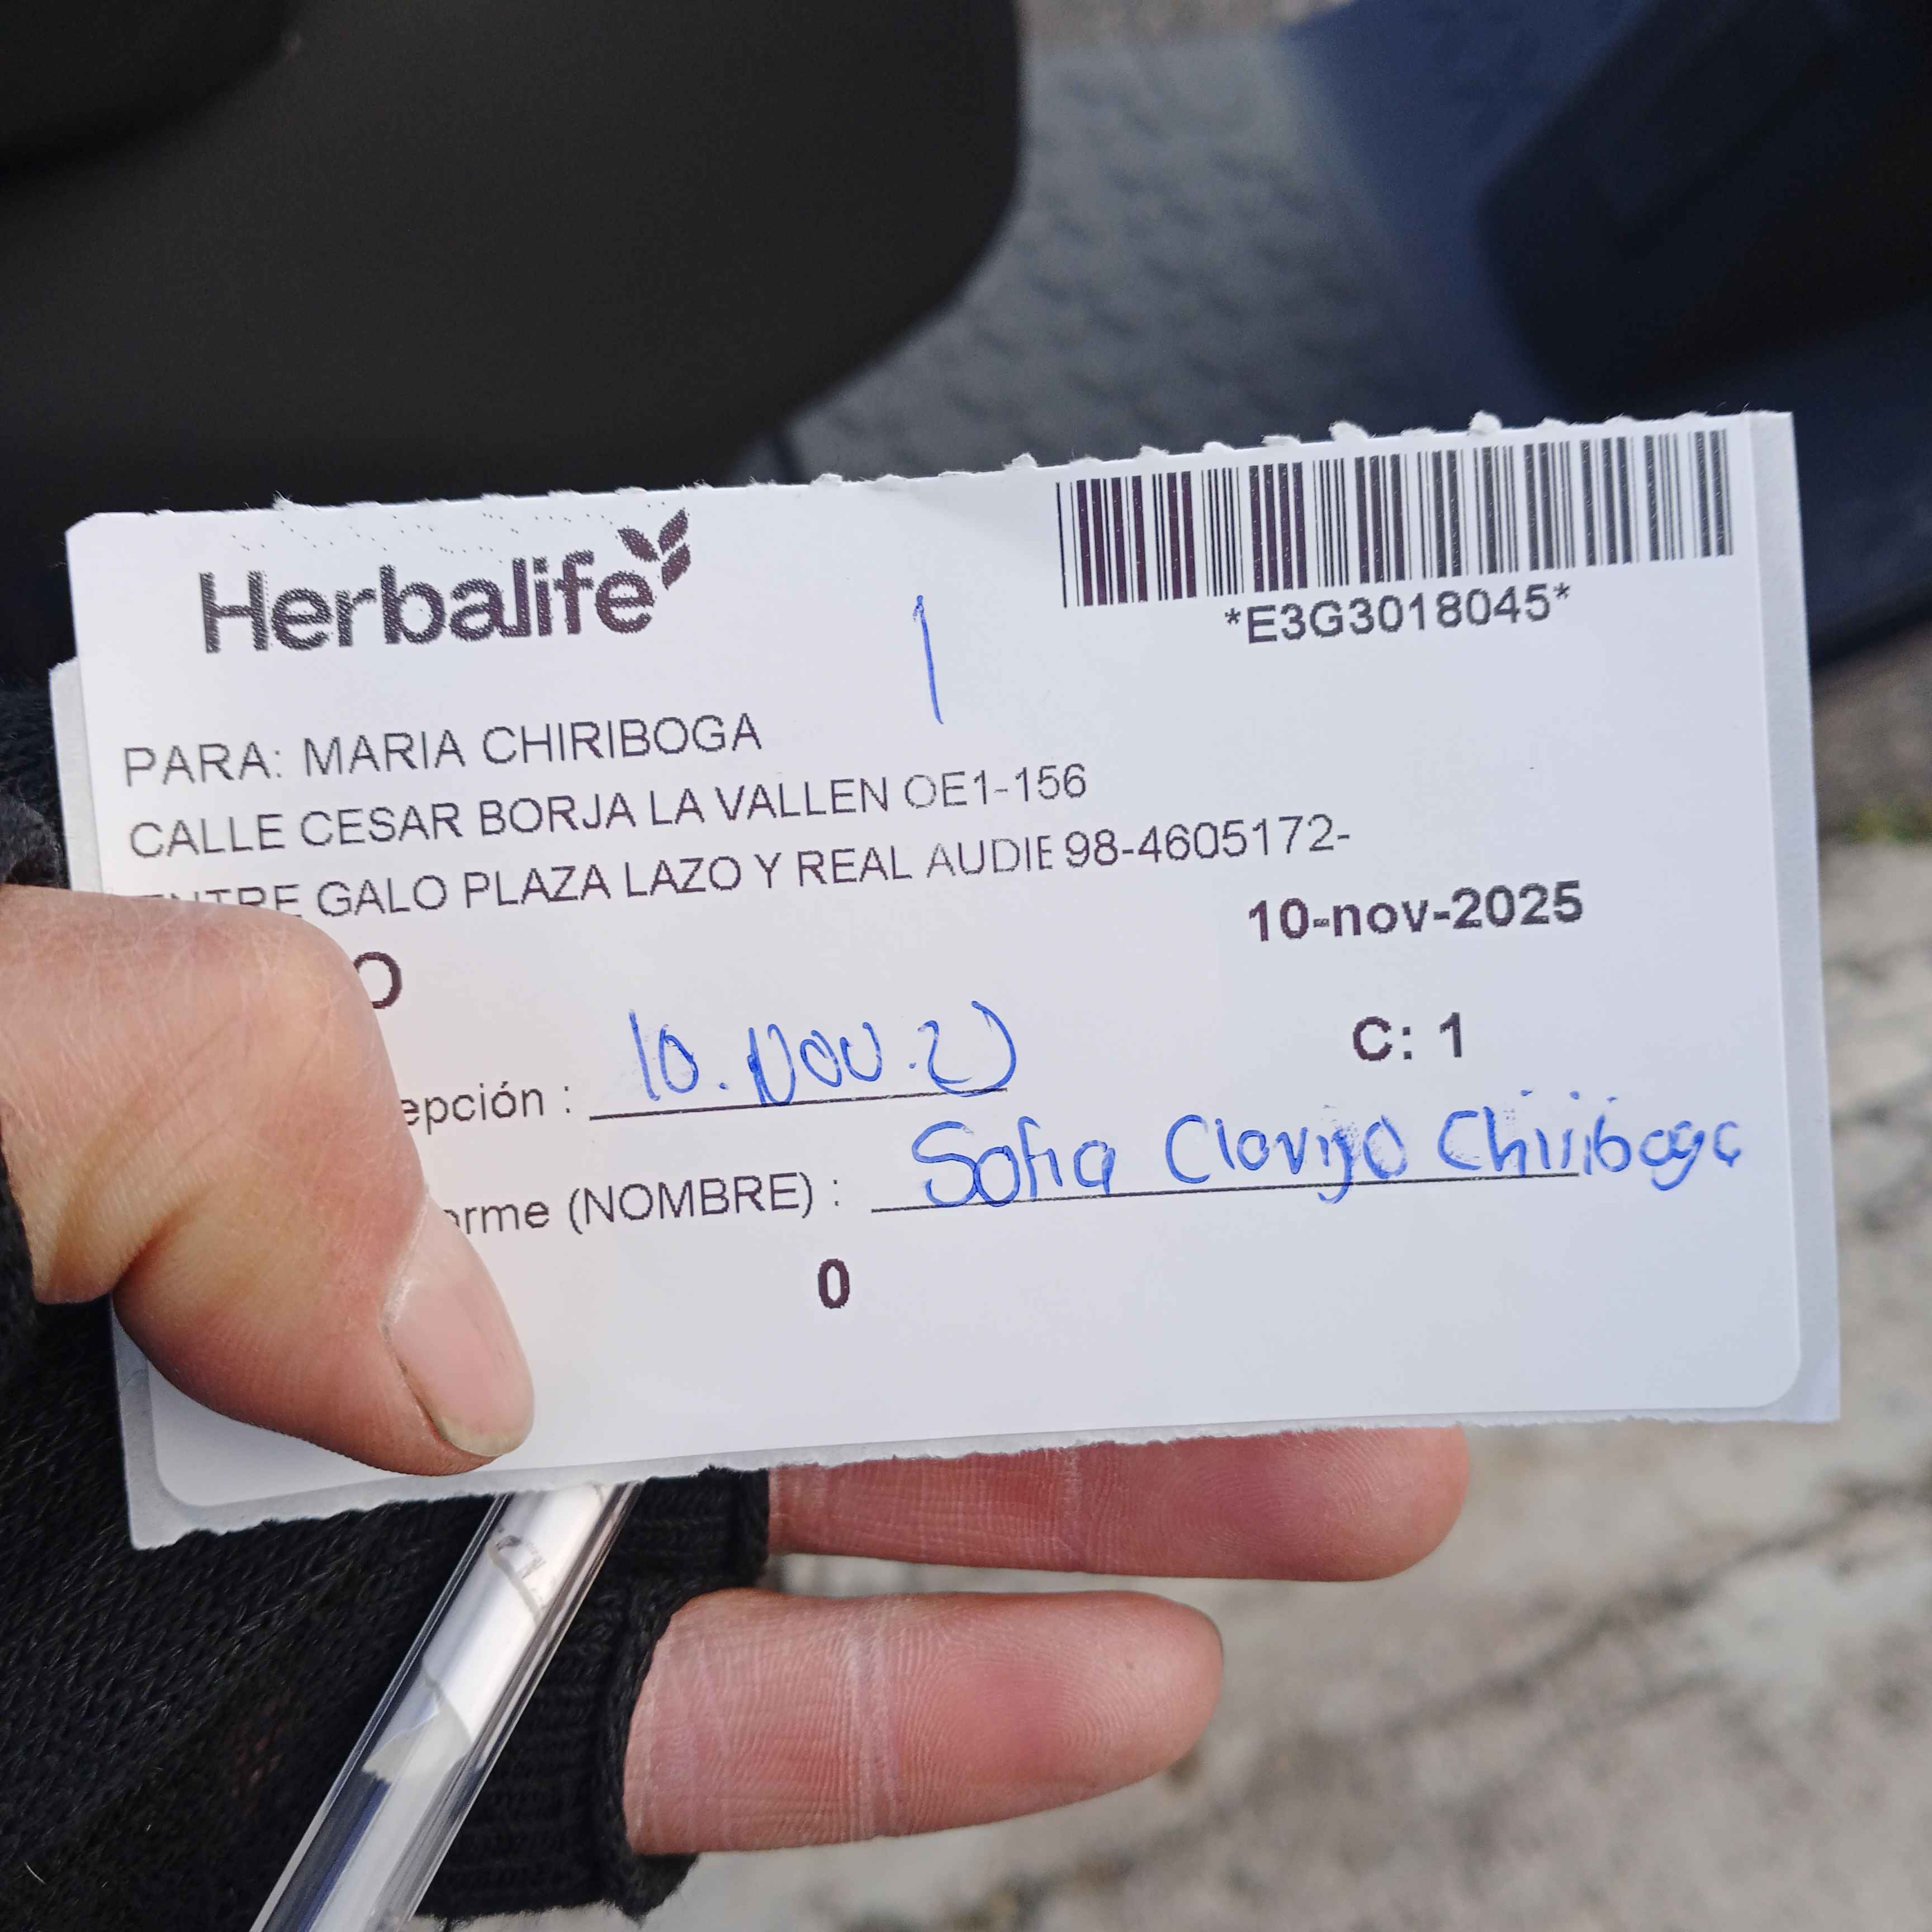 Herbalife
1
*E3G3018045*
PARA: MARIA CHIRIBOGA
CALLE CESAR BORJA LA VALLEN OE1-156
ENTRE GALO PLAZA LAZO Y REAL AUDIE 98-4605172-
O 10-nov-2025
C: 1
epción : 10. NOV. 25
orme (NOMBRE) : Sofia Clavijo Chiriboga
0